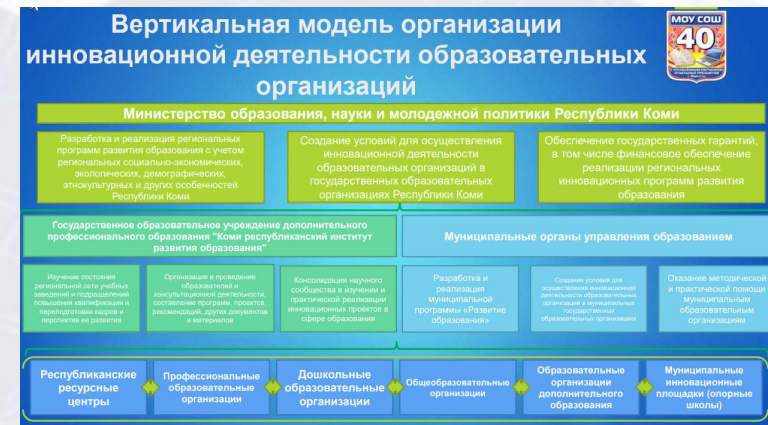 Вертикальная модель организации
инновационной деятельности образовательных
организаций
МОУ СОШ
40
Министерство образования, науки и молодежной политики Республики Коми
Разработка и реализация региональных
программ развития образования с учетом
региональных социально-экономических,
экологических, демографических,
этнокультурных и других особенностей
Республики Коми
Создание условий для осуществления
инновационной деятельности
образовательных организаций в
государственных образовательных
организациях Республики Коми
Обеспечение государственных гарантий,
в том числе финансовое обеспечение
реализации региональных
инновационных программ развития
образования
Государственное образовательное учреждение дополнительного
профессионального образования "Коми республиканский институт
развития образования"
Муниципальные органы управления образованием
Изучение состояния
региональной сети учебных
заведений и подразделений
повышения квалификации и
переподготовки кадров и
перспектив ее развития
Организация и проведение
образователей и
консультационной деятельности,
составление программ, проектов,
рекомендаций, других документов
и материалов
Консолидация научного
сообщества в изучении и
практической реализации
инновационных проектов в
сфере образования
Разработка и
реализация
муниципальной
программы «Развитие
образования»
Создание условий для
осуществления инновационной
деятельности образовательных
организаций в муниципальных
государственных
образовательных организациях
Оказание методической
и практической помощи
муниципальным
образовательным
организациям
Республиканские
ресурсные
центры
Профессиональные
образовательные
организации
Дошкольные
образовательные
организации
Общеобразовательные
организации
Образовательные
организации
дополнительного
образования
Муниципальные
инновационные
площадки (опорные
школы)